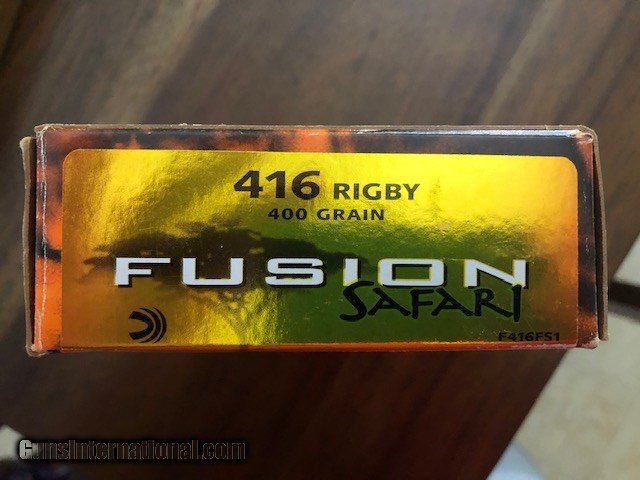 416 RIGBY
400 GRAIN
FUSION
SAFARI
F416FS1
GunsInternational.com